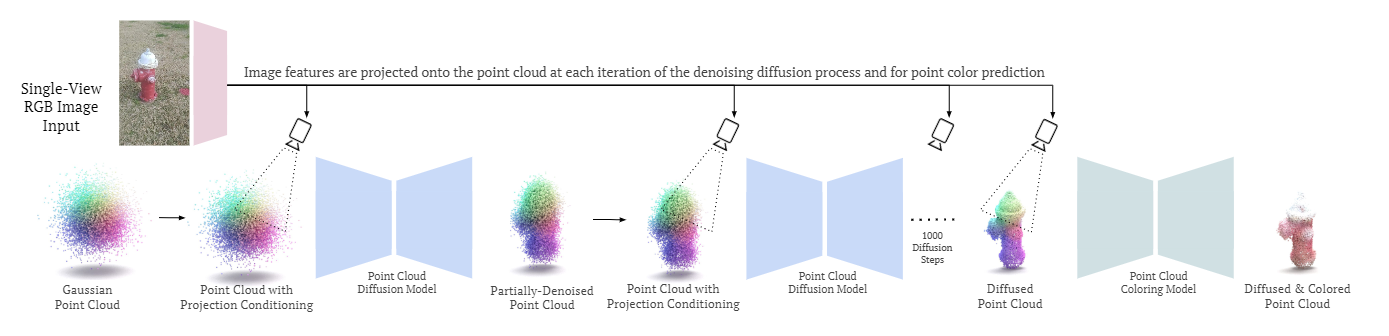 Image features are projected onto the point cloud at each iteration of the denoising diffusion process and for point color prediction
Single-View
RGB Image
Input
Gaussian
Point Cloud
Point Cloud with
Projection Conditioning
Point Cloud
Diffusion Model
Partially-Denoised
Point Cloud
Point Cloud with
Projection Conditioning
Point Cloud
Diffusion Model
1000
Diffusion
Steps
Diffused
Point Cloud
Point Cloud
Coloring Model
Diffused & Colored
Point Cloud